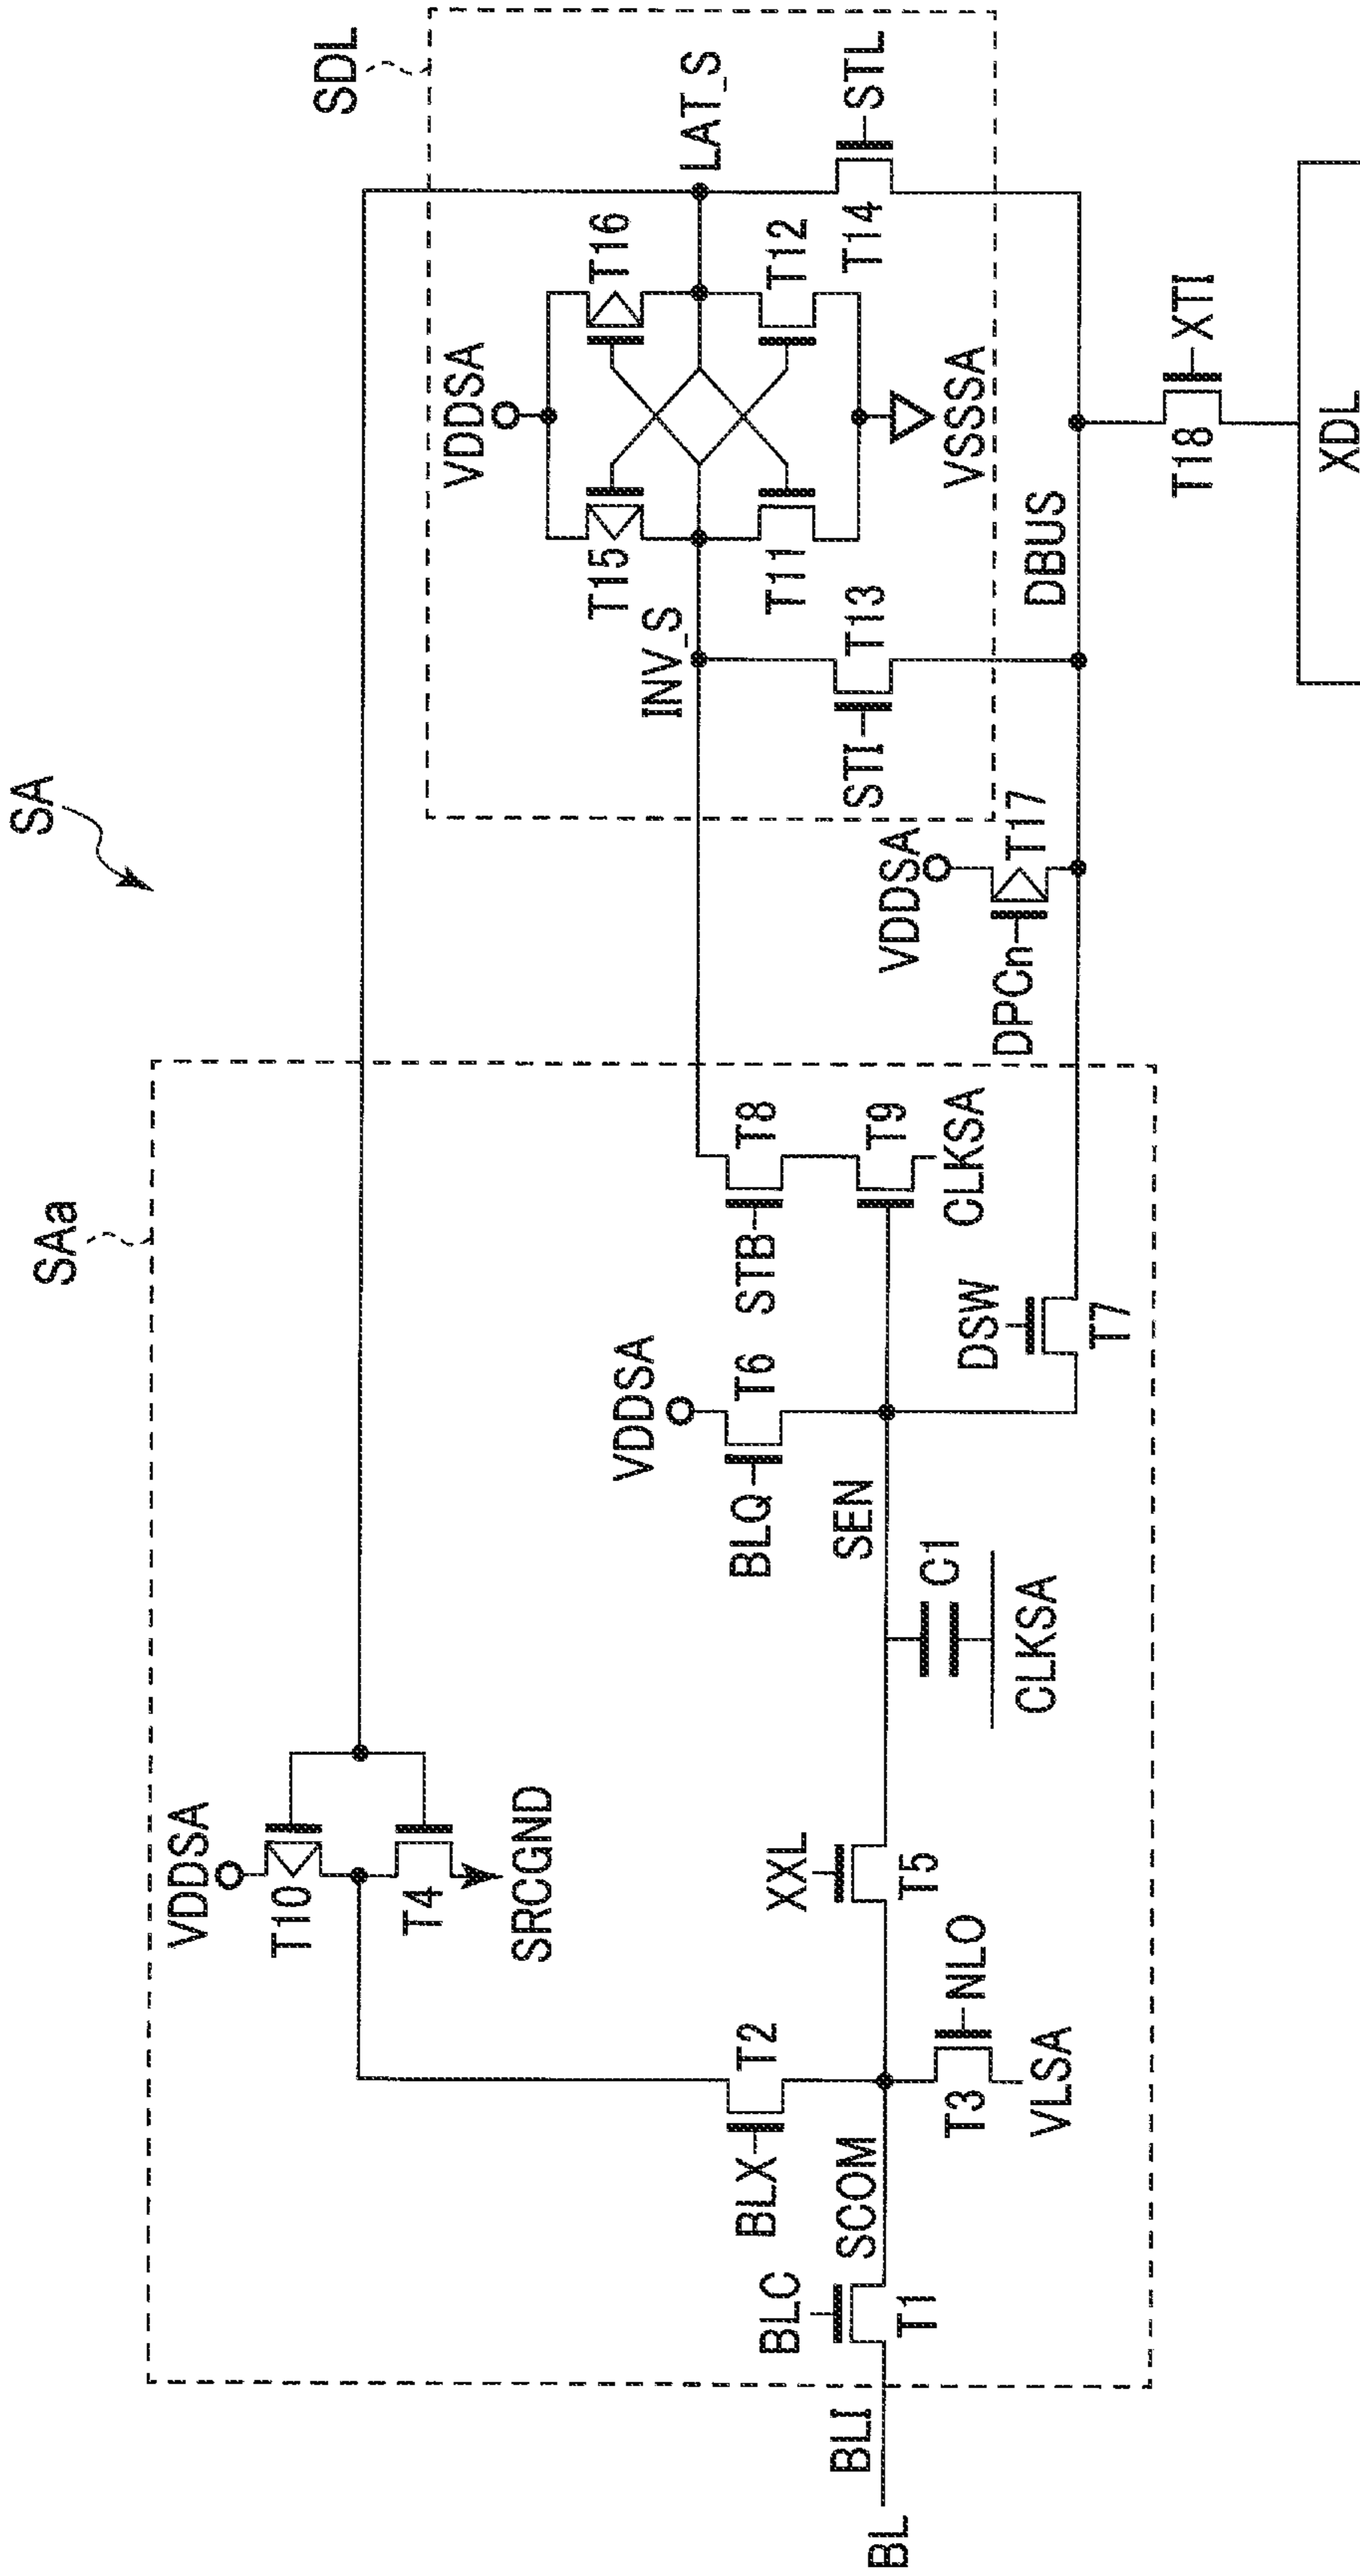 SA
SAa
SDL
VDDSA
T10
T4
SRCGND
BLX
T2
BL
BLI
BLC
T1
SCOM
T3
NLO
VLSA
XXL
T5
C1
CLKSA
SEN
VDDSA
BLQ
T6
STB
T8
T9
CLKSA
DSW
T7
VDDSA
DPCn
T17
DBUS
INV_S
STI
T13
VDDSA
T15
T16
T11
T12
VSSSA
LAT_S
T14
STL
T18
XTI
XDL